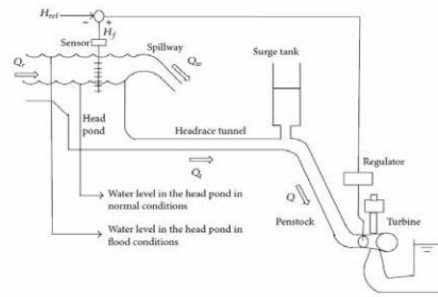 H_ref
−
+
H_f
Sensor
Spillway
Surge tank
Q_r
Q_w
Head
pond
Headrace tunnel
Regulator
Q_t
Water level in the head pond in
normal conditions
Q
Turbine
Penstock
Water level in the head pond in
flood conditions